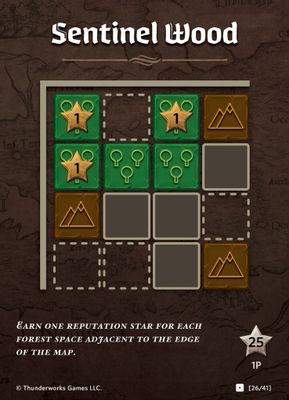 Sentinel Wood
1
1
1
Earn one reputation star for each
forest space adjacent to the edge
of the map.
25
1P
© Thunderworks Games LLC.
[26/41]